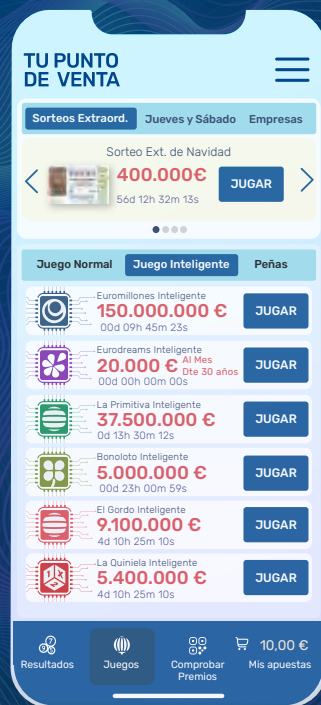 TU PUNTO
DE VENTA
Sorteos Extraord. Jueves y Sábado Empresas
Sorteo Ext. de Navidad
400.000€
JUGAR
56d 12h 32m 13s
Juego Normal Juego Inteligente Peñas
Euromillones Inteligente
150.000.000 €
JUGAR
00d 09h 45m 23s
Eurodreams Inteligente
20.000 € Al Mes
Dte 30 años
JUGAR
00d 00h 00m 00s
La Primitiva Inteligente
37.500.000 €
JUGAR
0d 13h 30m 12s
Bonoloto Inteligente
5.000.000 €
JUGAR
00d 23h 00m 59s
El Gordo Inteligente
9.100.000 €
JUGAR
4d 10h 25m 10s
La Quiniela Inteligente
5.400.000 €
JUGAR
4d 10h 25m 10s
10,00 €
Resultados Juegos Comprobar Mis apuestas
Premios